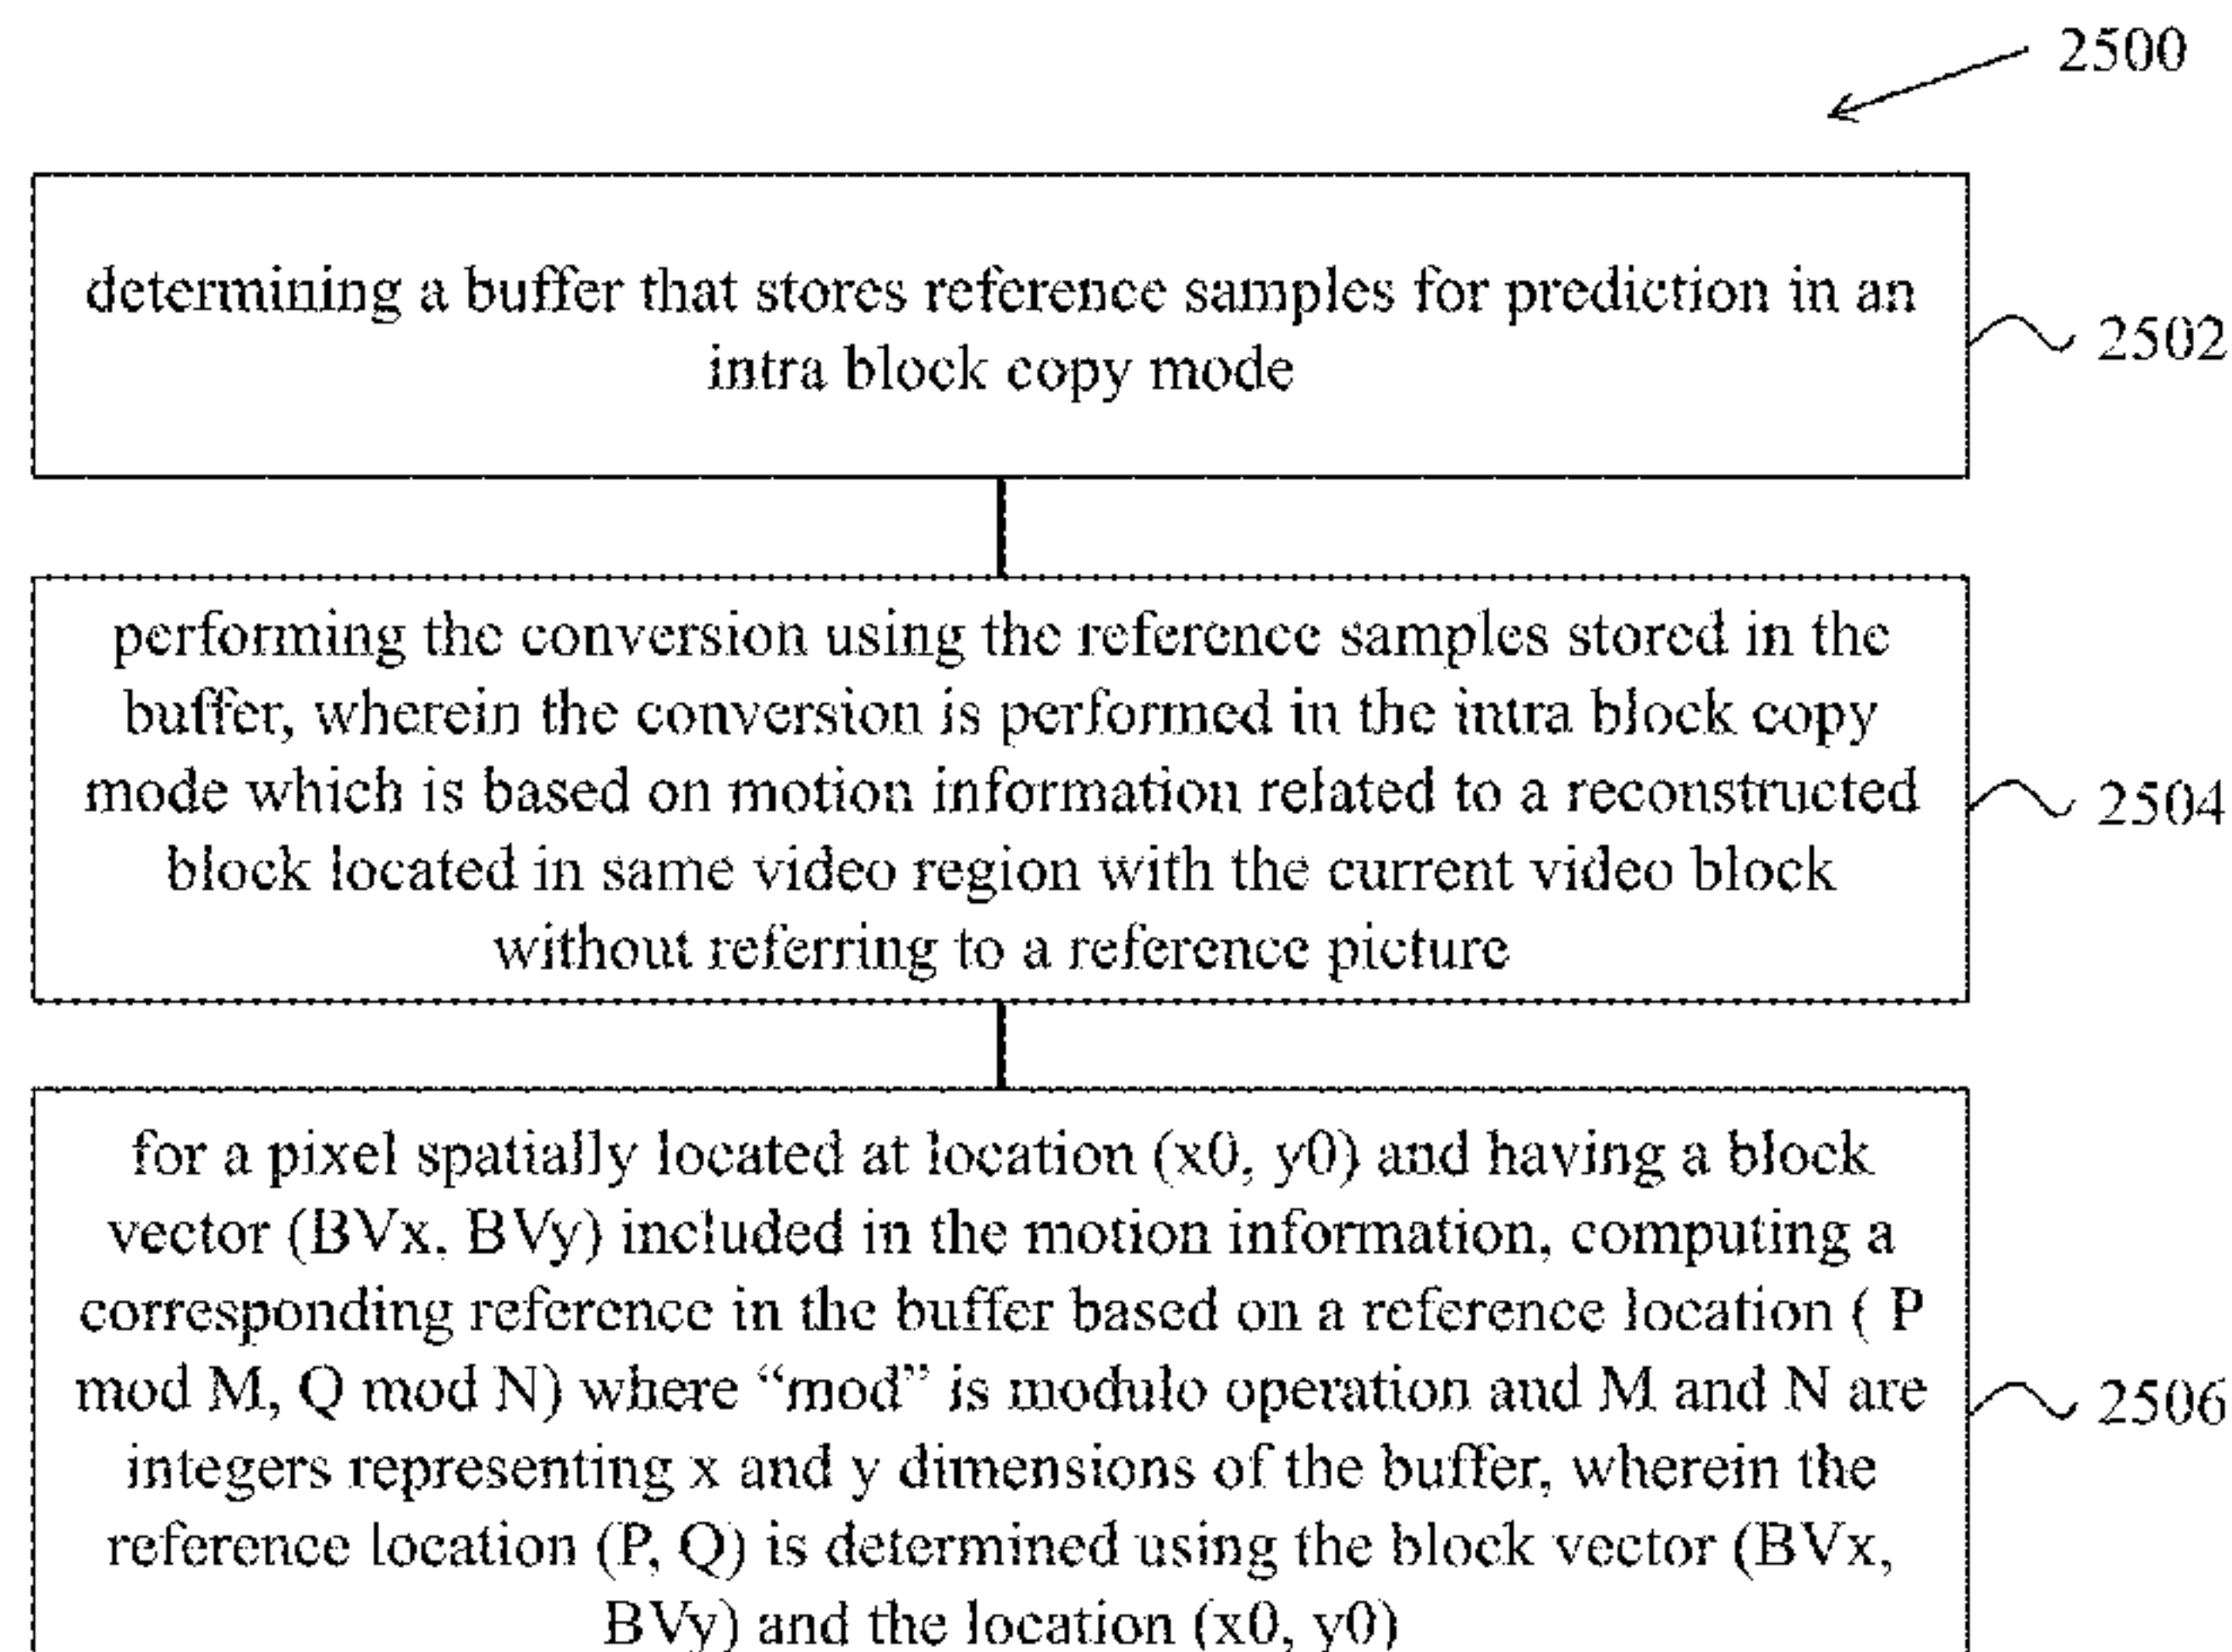 2500
determining a buffer that stores reference samples for prediction in an
intra block copy mode
2502
performing the conversion using the reference samples stored in the
buffer, wherein the conversion is performed in the intra block copy
mode which is based on motion information related to a reconstructed
block located in same video region with the current video block
without referring to a reference picture
2504
for a pixel spatially located at location (x0, y0) and having a block
vector (BVx, BVy) included in the motion information, computing a
corresponding reference in the buffer based on a reference location ( P
mod M, Q mod N) where “mod” is modulo operation and M and N are
integers representing x and y dimensions of the buffer, wherein the
reference location (P, Q) is determined using the block vector (BVx,
BVy) and the location (x0, y0)
2506